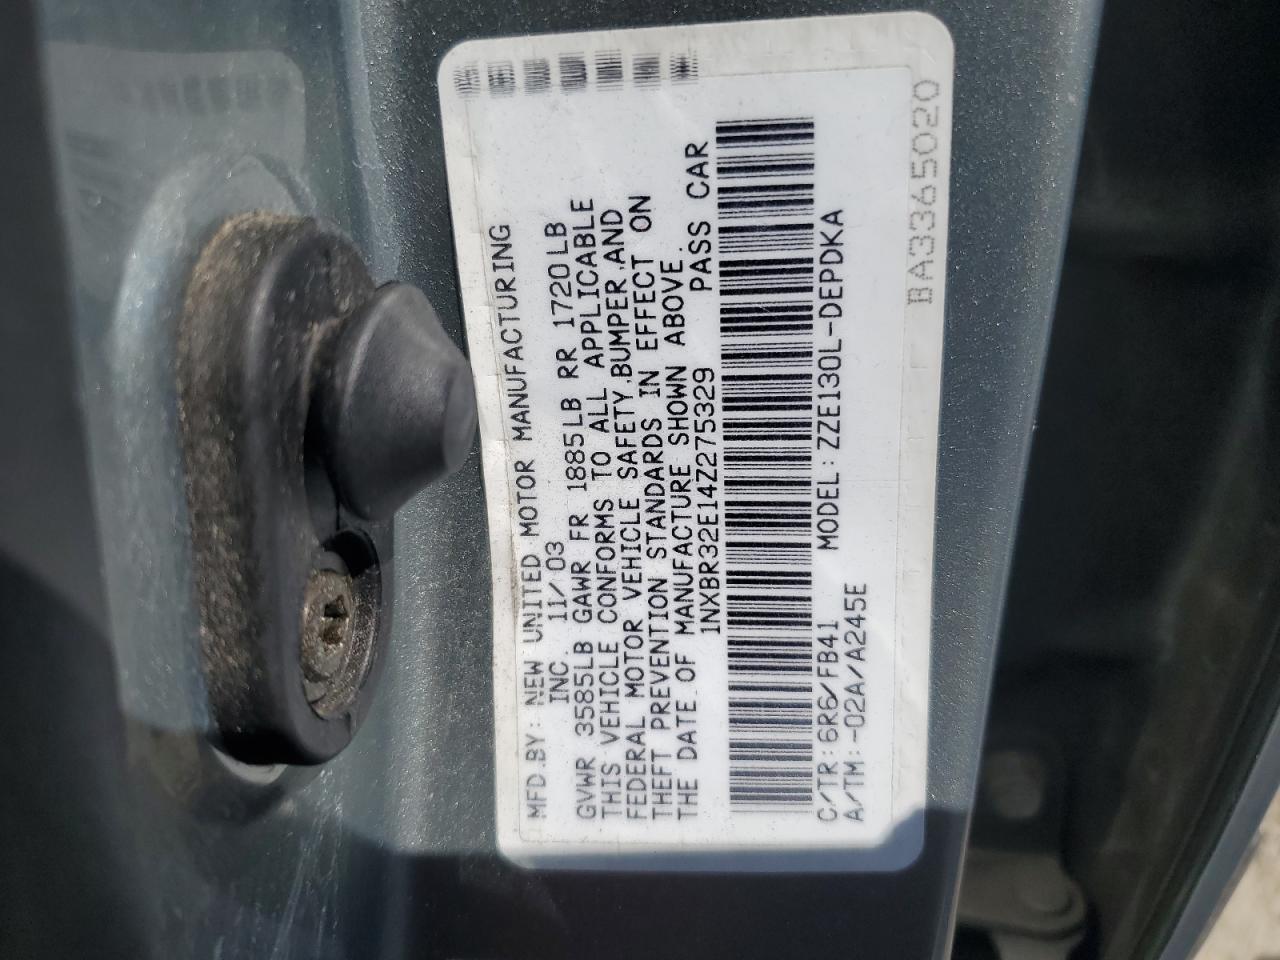 MFD.BY: NEW UNITED MOTOR MANUFACTURING
INC. 11/03
GVWR 3585LB GAWR FR 1885LB RR 1720LB
THIS VEHICLE CONFORMS TO ALL APPLICABLE
FEDERAL MOTOR VEHICLE SAFETY,BUMPER,AND
THEFT PREVENTION STANDARDS IN EFFECT ON
THE DATE OF MANUFACTURE SHOWN ABOVE.
1NXBR32E14Z275329 PASS CAR
C/TR:6R6/FB41 MODEL:ZZE130L-DEPDKA
A/TM:-02A/A245E
BA3365020